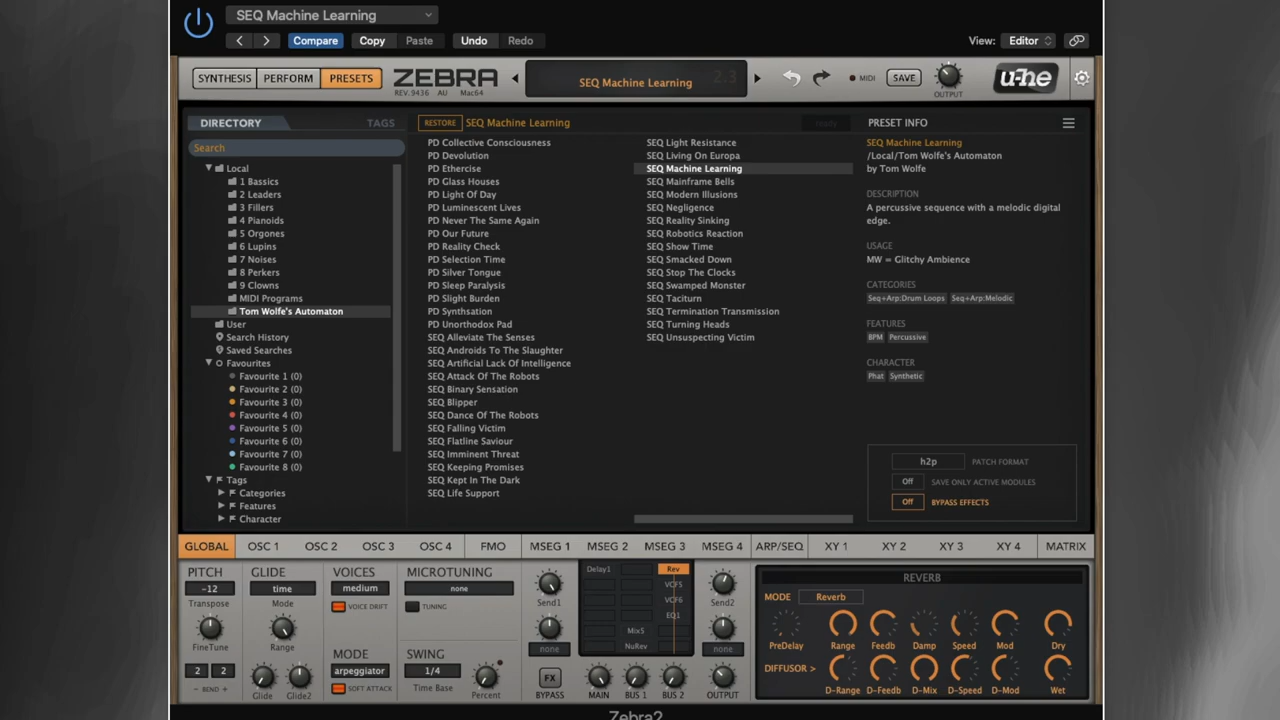 SEQ Machine Learning
Compare
Copy
Paste
Undo
Redo
View:
Editor
SYNTHESIS
PERFORM
PRESETS
ZEBRA
REV.9436 AU Mac64
SEQ Machine Learning
2.3
MIDI
SAVE
OUTPUT
u-he
DIRECTORY
TAGS
Search
Local
1 Bassics
2 Leaders
3 Fillers
4 Pianoids
5 Orgones
6 Lupins
7 Noises
8 Perkers
9 Clowns
MIDI Programs
Tom Wolfe's Automaton
User
Search History
Saved Searches
Favourites
Favourite 1 (0)
Favourite 2 (0)
Favourite 3 (0)
Favourite 4 (0)
Favourite 5 (0)
Favourite 6 (0)
Favourite 7 (0)
Favourite 8 (0)
Tags
Categories
Features
Character
RESTORE
SEQ Machine Learning
ready
PD Collective Consciousness
PD Devolution
PD Ethercise
PD Glass Houses
PD Light Of Day
PD Luminescent Lives
PD Never The Same Again
PD Our Future
PD Reality Check
PD Selection Time
PD Silver Tongue
PD Sleep Paralysis
PD Slight Burden
PD Synthsation
PD Unorthodox Pad
SEQ Alleviate The Senses
SEQ Androids To The Slaughter
SEQ Artificial Lack Of Intelligence
SEQ Attack Of The Robots
SEQ Binary Sensation
SEQ Blipper
SEQ Dance Of The Robots
SEQ Falling Victim
SEQ Flatline Saviour
SEQ Imminent Threat
SEQ Keeping Promises
SEQ Kept In The Dark
SEQ Life Support
SEQ Light Resistance
SEQ Living On Europa
SEQ Machine Learning
SEQ Mainframe Bells
SEQ Modern Illusions
SEQ Negligence
SEQ Reality Sinking
SEQ Robotics Reaction
SEQ Show Time
SEQ Smacked Down
SEQ Stop The Clocks
SEQ Swamped Monster
SEQ Taciturn
SEQ Termination Transmission
SEQ Turning Heads
SEQ Unsuspecting Victim
PRESET INFO
SEQ Machine Learning
/Local/Tom Wolfe's Automaton
by Tom Wolfe
DESCRIPTION
A percussive sequence with a melodic digital
edge.
USAGE
MW = Glitchy Ambience
CATEGORIES
Seq+Arp:Drum Loops Seq+Arp:Melodic
FEATURES
BPM Percussive
CHARACTER
Phat Synthetic
h2p PATCH FORMAT
Off SAVE ONLY ACTIVE MODULES
Off BYPASS EFFECTS
GLOBAL
OSC 1
OSC 2
OSC 3
OSC 4
FMO
MSEG 1
MSEG 2
MSEG 3
MSEG 4
ARP/SEQ
XY 1
XY 2
XY 3
XY 4
MATRIX
PITCH
-12
Transpose
FineTune
2 2
- BEND +
GLIDE
time
Mode
Range
Glide Glide2
VOICES
medium
VOICE DRIFT
MODE
arpeggiator
SOFT ATTACK
MICROTUNING
none
TUNING
SWING
1/4
Time Base
Percent
Send1
none
FX
BYPASS
Delay1
Rev
VCF5
VCF6
EQ1
Mix5
NuRev
MAIN
BUS 1
BUS 2
Send2
none
OUTPUT
REVERB
MODE Reverb
PreDelay
Range
Feedb
Damp
Speed
Mod
Dry
DIFFUSOR >
D-Range
D-Feedb
D-Mix
D-Speed
D-Mod
Wet
Zebra2